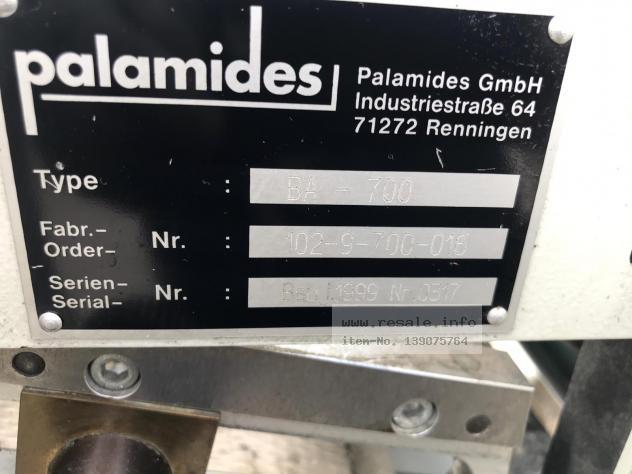 palamides
Palamides GmbH
Industriestraße 64
71272 Renningen
Type : BA - 700
Fabr.-
Order- Nr. : 102-9-700-016
Serien-
Serial- Nr. : 1999 Nr. 0517
www.resale.info
item-No. 139075764